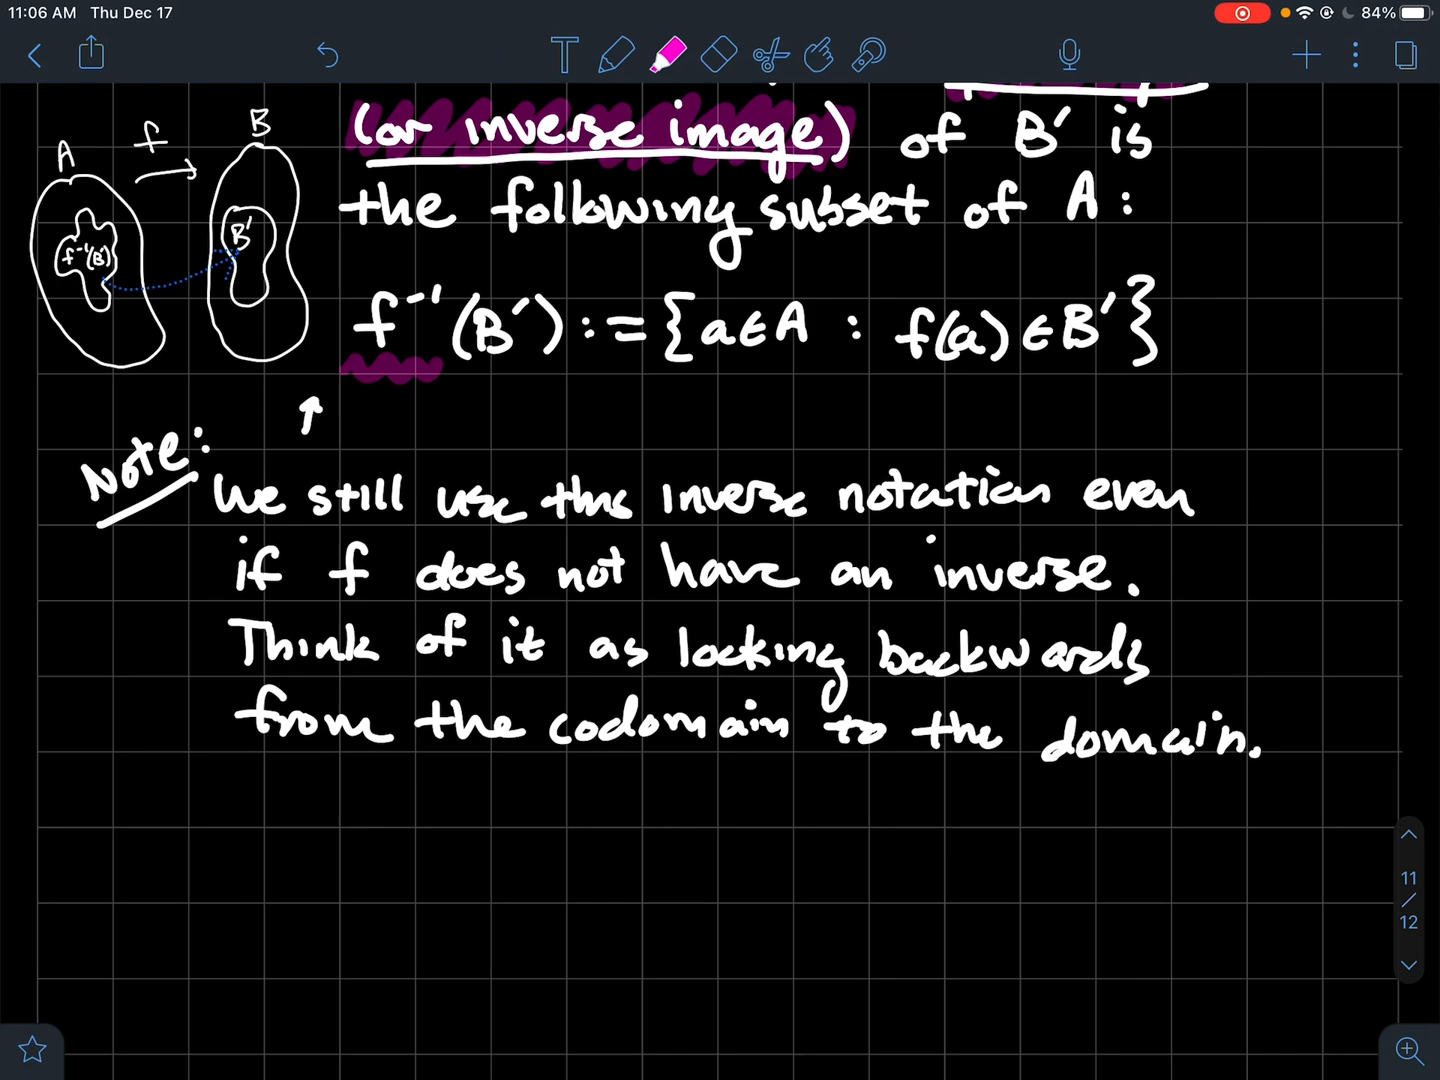 11:06 AM Thu Dec 17
84%
(or inverse image) of B' is
the following subset of A:
A f B
f⁻¹(B') B'
f⁻¹(B') := {a∈A : f(a)∈B'}
Note:
We still use this inverse notation even
if f does not have an inverse.
Think of it as looking backwards
from the codomain to the domain.
11
/
12